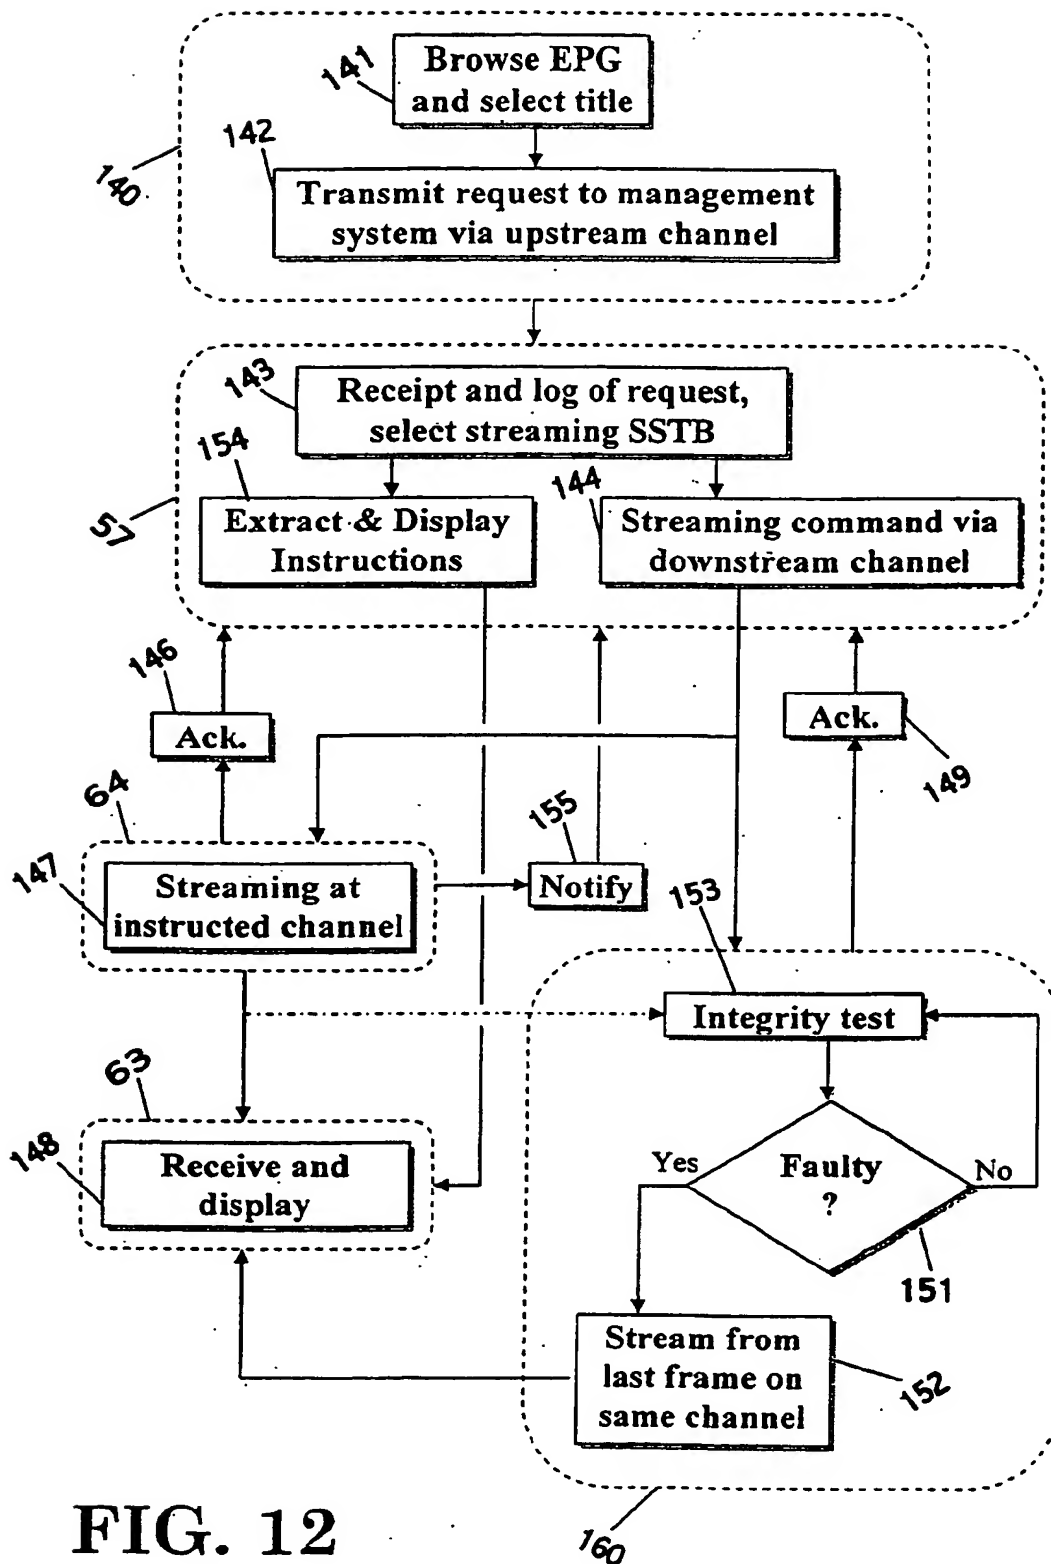 141
Browse EPG
and select title
142
140
Transmit request to management
system via upstream channel
143
Receipt and log of request,
select streaming SSTB
154
144
57
Extract & Display
Instructions
Streaming command via
downstream channel
146
Ack.
Ack.
149
64
155
147
Streaming at
instructed channel
Notify
153
Integrity test
63
148
Receive and
display
Yes
Faulty
?
No
151
Stream from
last frame on
same channel
152
FIG. 12
160